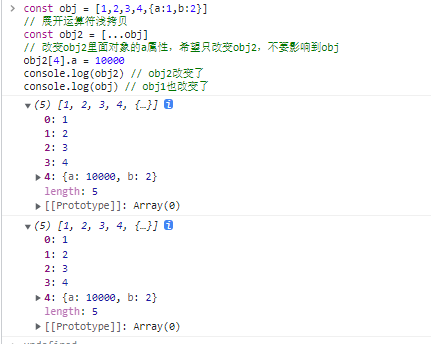 > const obj = [1,2,3,4,{a:1,b:2}]
// 展开运算符浅拷贝
const obj2 = [...obj]
// 改变obj2里面对象的a属性，希望只改变obj2，不要影响到obj
obj2[4].a = 10000
console.log(obj2) // obj2改变了
console.log(obj) // obj1也改变了
▼ (5) [1, 2, 3, 4, {…}] i
0: 1
1: 2
2: 3
3: 4
▶ 4: {a: 10000, b: 2}
length: 5
▶ [[Prototype]]: Array(0)
▼ (5) [1, 2, 3, 4, {…}] i
0: 1
1: 2
2: 3
3: 4
▶ 4: {a: 10000, b: 2}
length: 5
▶ [[Prototype]]: Array(0)
undefined